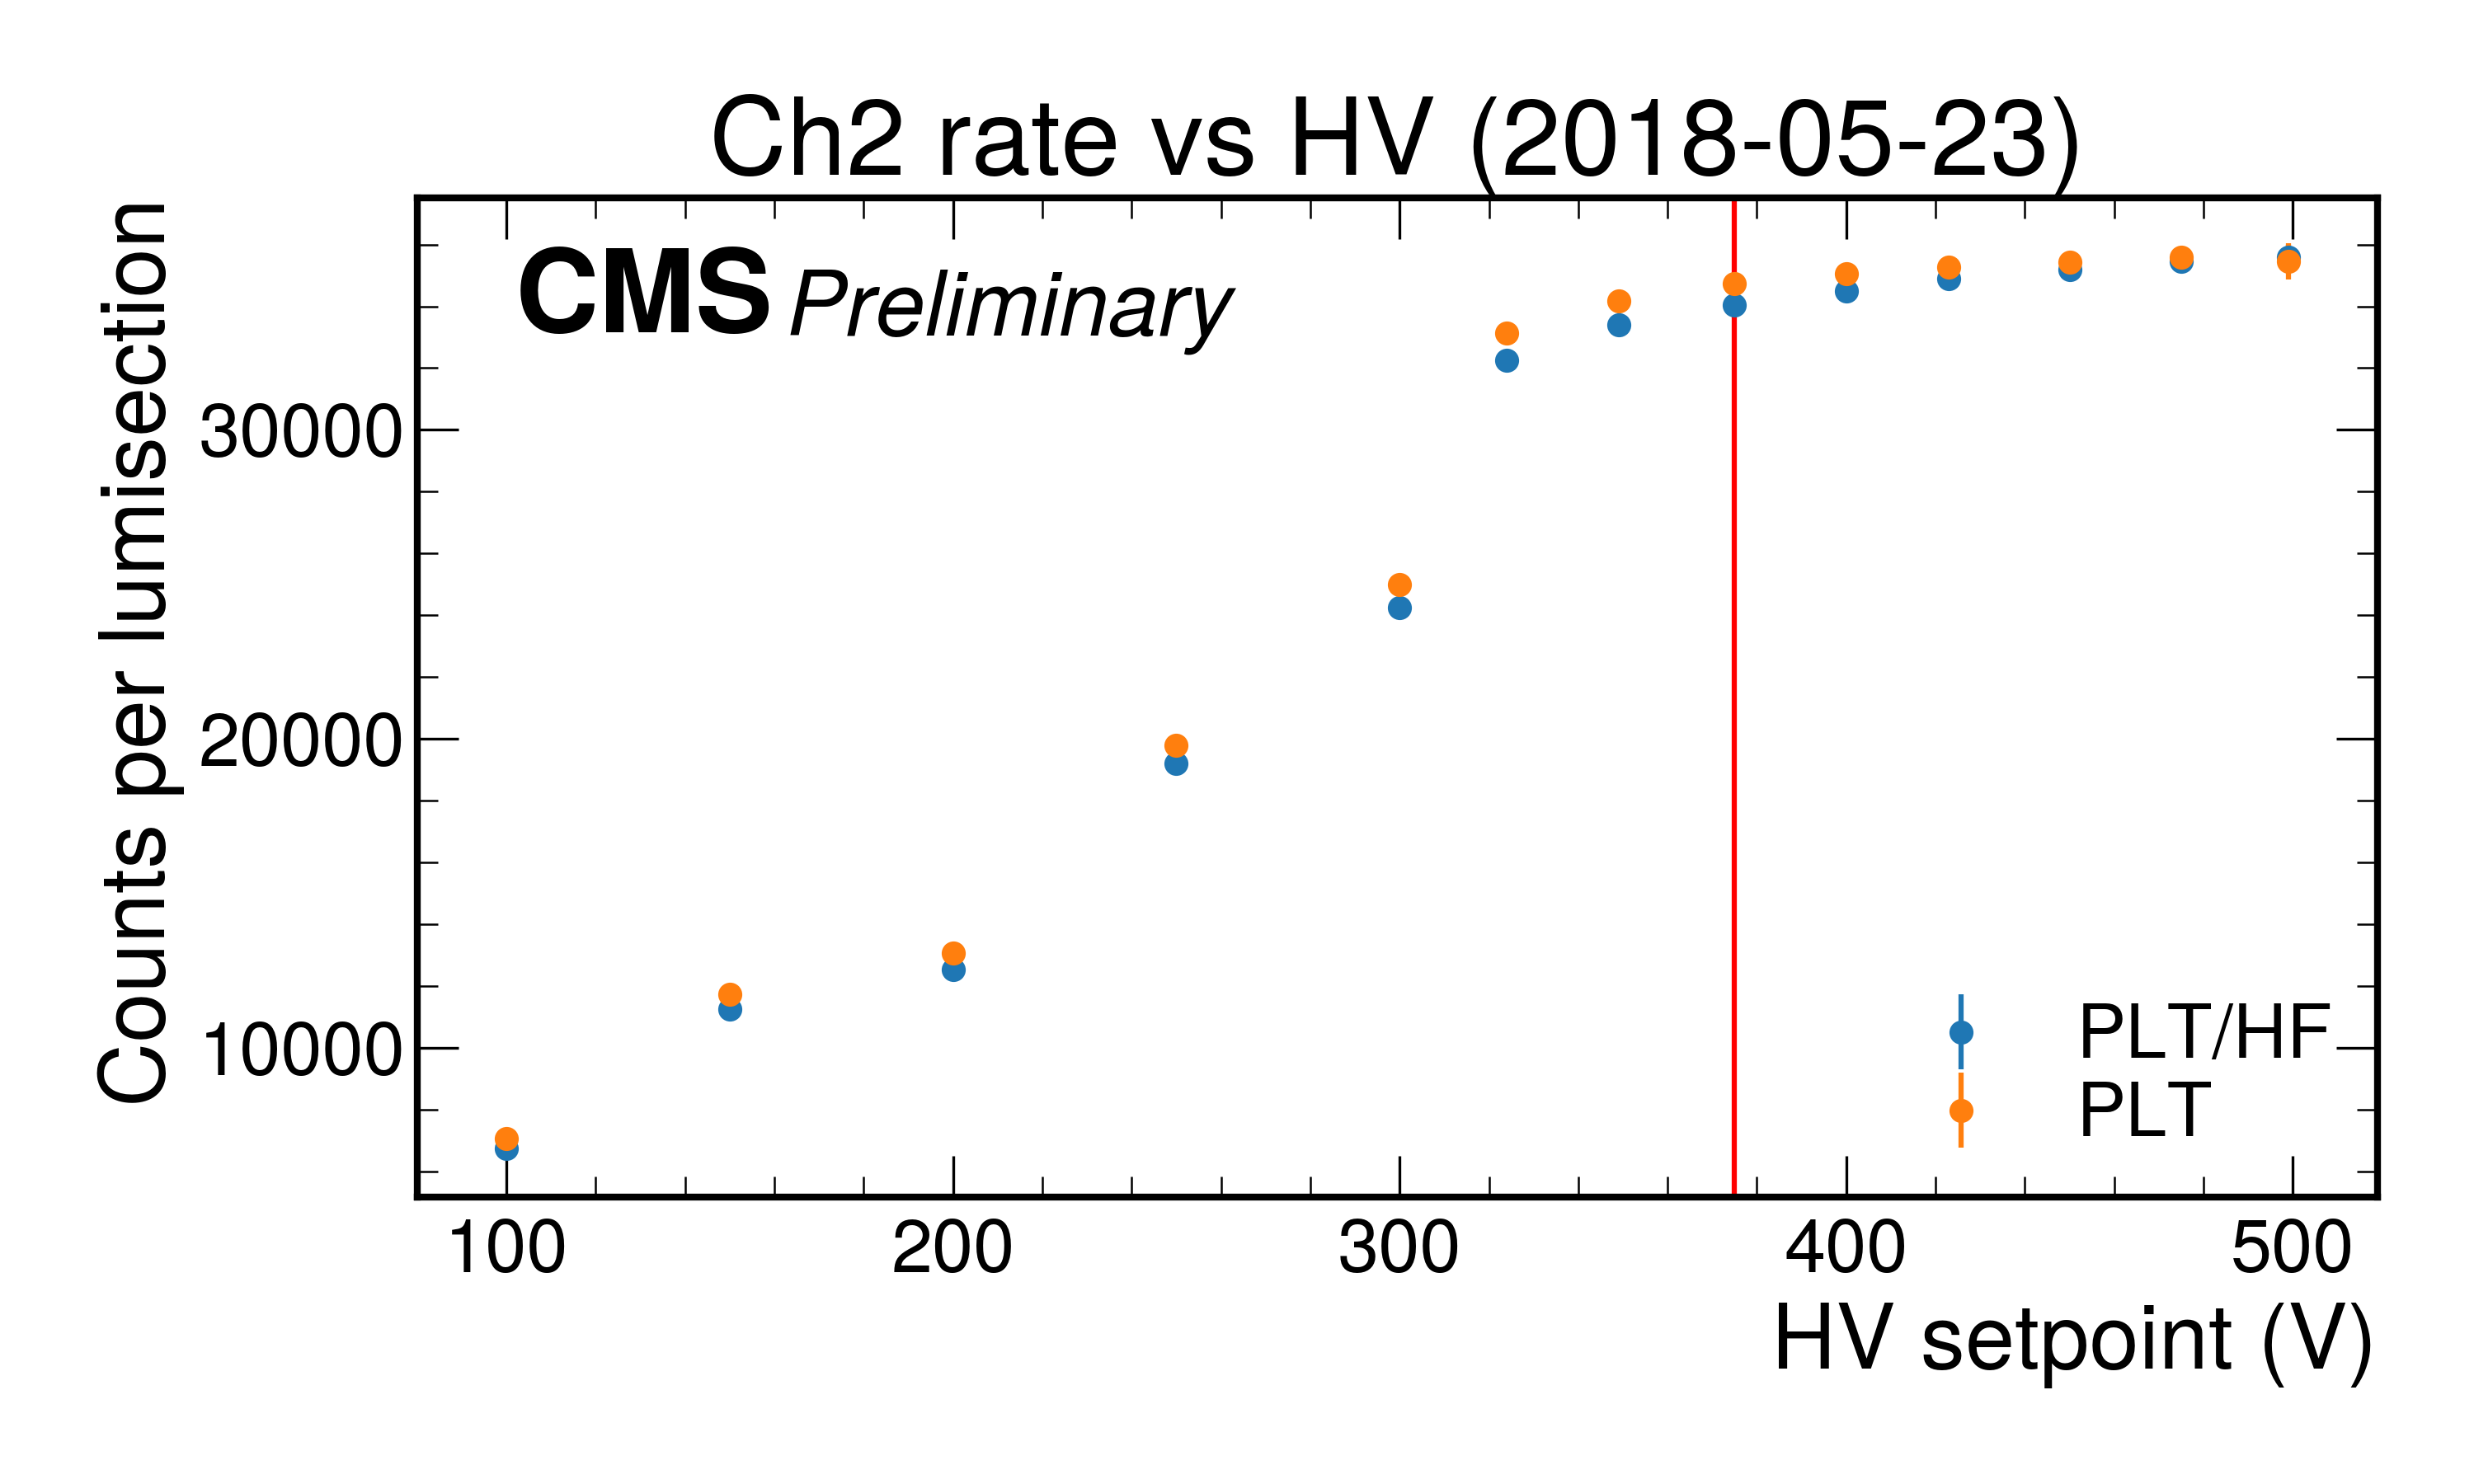 Ch2 rate vs HV (2018-05-23)
CMS Preliminary
Counts per lumisection
30000
20000
10000
PLT/HF
PLT
100 200 300 400 500
HV setpoint (V)